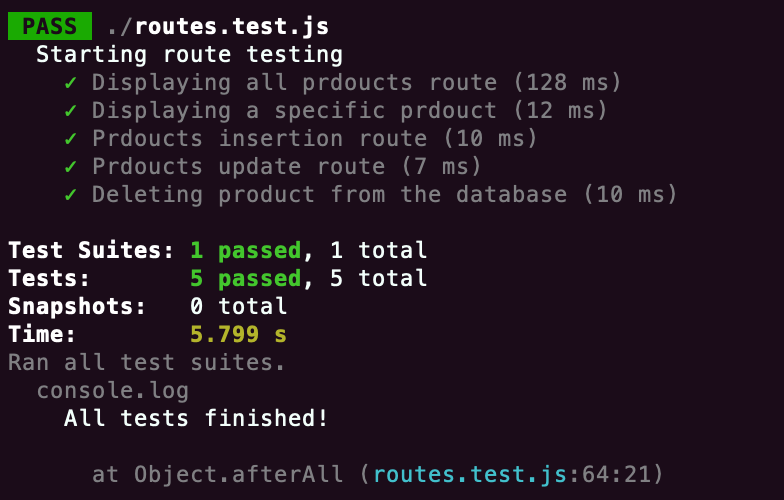 PASS ./routes.test.js
Starting route testing
✓ Displaying all prdoucts route (128 ms)
✓ Displaying a specific prdouct (12 ms)
✓ Prdoucts insertion route (10 ms)
✓ Prdoucts update route (7 ms)
✓ Deleting product from the database (10 ms)
Test Suites: 1 passed, 1 total
Tests: 5 passed, 5 total
Snapshots: 0 total
Time: 5.799 s
Ran all test suites.
console.log
All tests finished!
at Object.afterAll (routes.test.js:64:21)